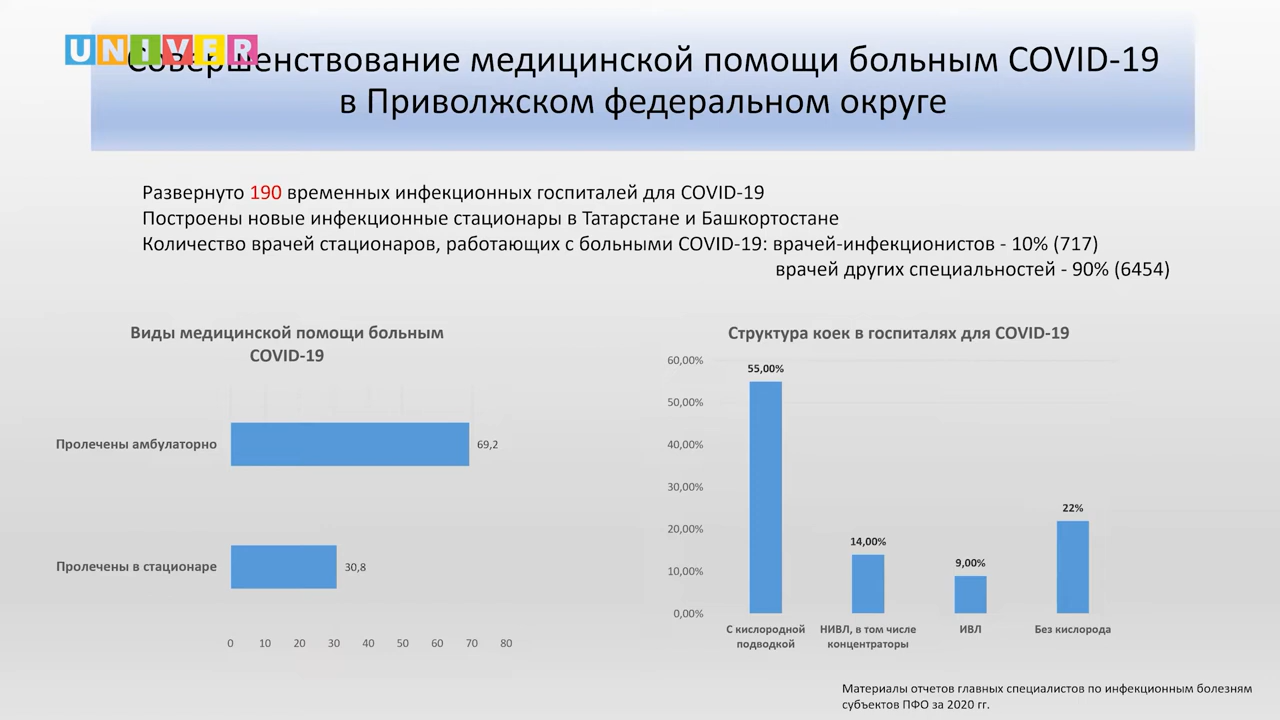 UNIVER
Совершенствование медицинской помощи больным COVID-19
в Приволжском федеральном округе
Развернуто 190 временных инфекционных госпиталей для COVID-19
Построены новые инфекционные стационары в Татарстане и Башкортостане
Количество врачей стационаров, работающих с больными COVID-19: врачей-инфекционистов - 10% (717)
врачей других специальностей - 90% (6454)
Виды медицинской помощи больным
COVID-19
Пролечены амбулаторно
69,2
Пролечены в стационаре
30,8
0 10 20 30 40 50 60 70 80
Структура коек в госпиталях для COVID-19
60,00%
50,00%
40,00%
30,00%
20,00%
10,00%
0,00%
55,00%
14,00%
9,00%
22%
С кислородной
подводкой
НИВЛ, в том числе
концентраторы
ИВЛ
Без кислорода
Материалы отчетов главных специалистов по инфекционным болезням
субъектов ПФО за 2020 гг.